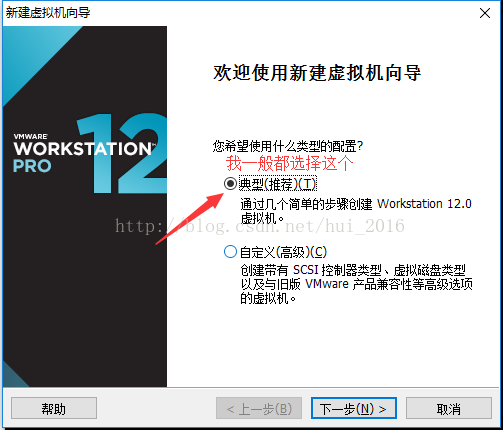 新建虚拟机向导
VMWARE
WORKSTATION™
PRO
12
欢迎使用新建虚拟机向导
您希望使用什么类型的配置?
我一般都选择这个
典型(推荐)(T)
通过几个简单的步骤创建 Workstation 12.0
虚拟机。
http://blog.csdn.net/hui_2016
自定义(高级)(C)
创建带有 SCSI 控制器类型、虚拟磁盘类型
以及与旧版 VMware 产品兼容性等高级选项
的虚拟机。
帮助
< 上一步(B)
下一步(N) >
取消